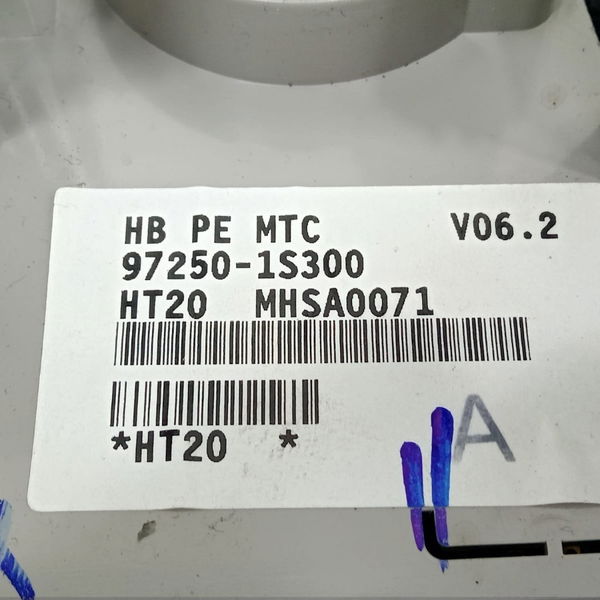 HB PE MTC V06.2
97250-1S300
HT20 MHSA0071
*HT20 *
A